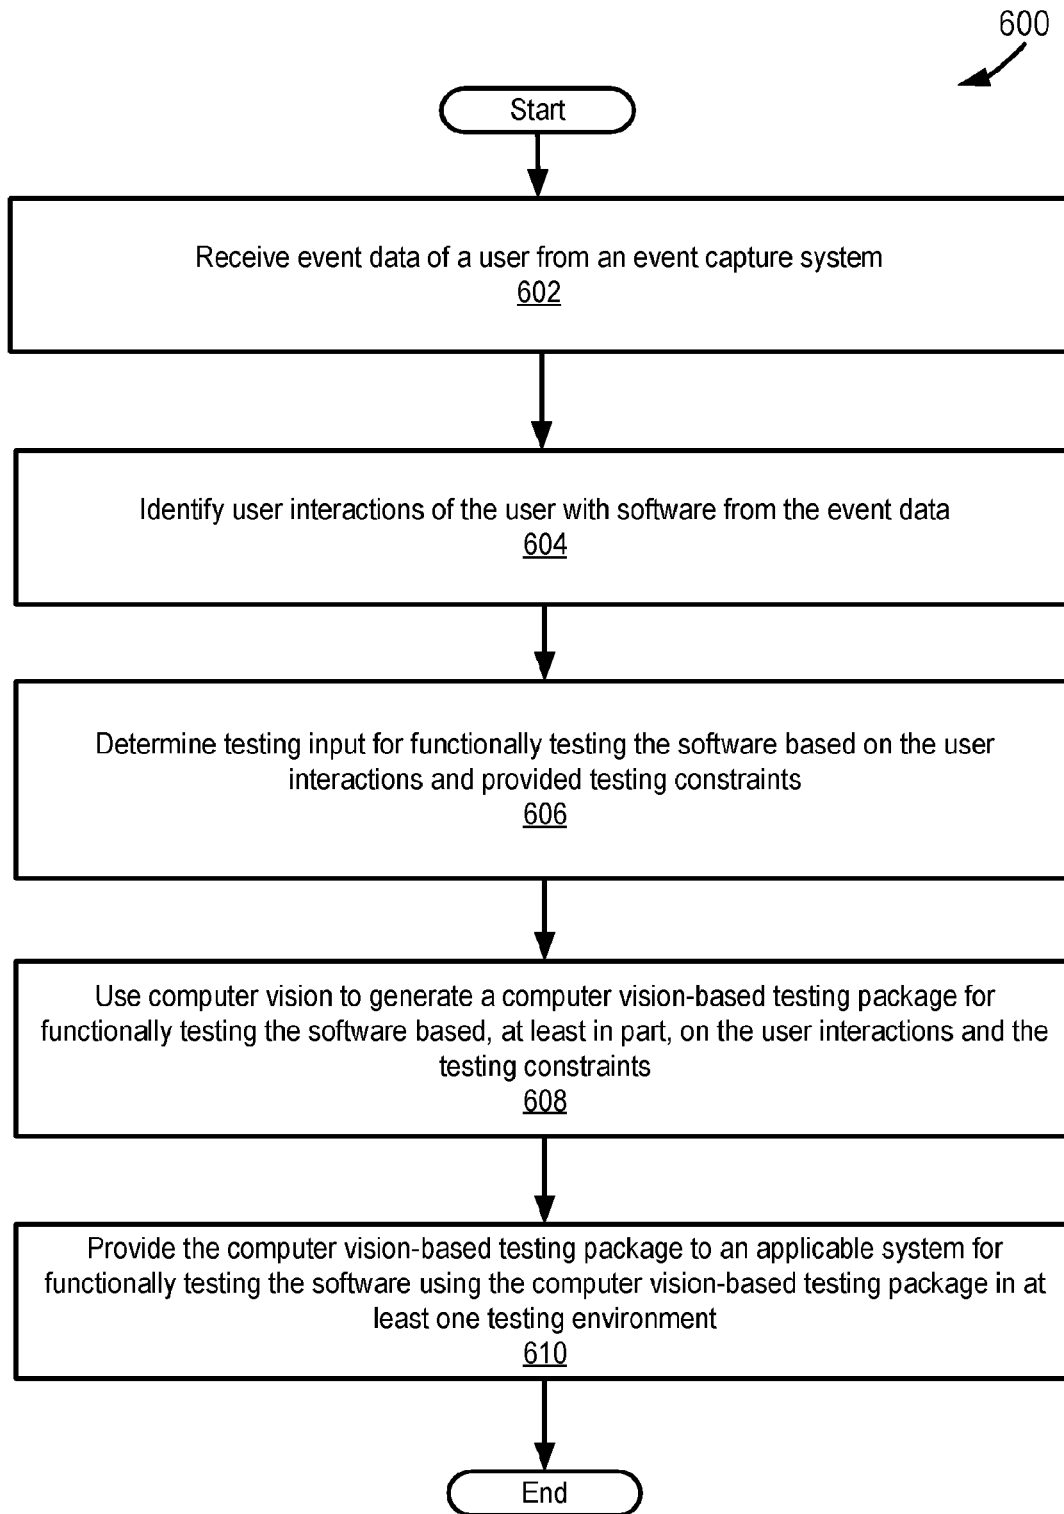 600
Start
Receive event data of a user from an event capture system
602
Identify user interactions of the user with software from the event data
604
Determine testing input for functionally testing the software based on the user
interactions and provided testing constraints
606
Use computer vision to generate a computer vision-based testing package for
functionally testing the software based, at least in part, on the user interactions and the
testing constraints
608
Provide the computer vision-based testing package to an applicable system for
functionally testing the software using the computer vision-based testing package in at
least one testing environment
610
End